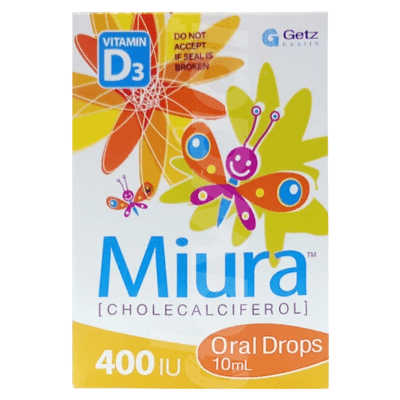 VITAMIN
D3
DO NOT
ACCEPT
IF SEAL IS
BROKEN
Getz
health
Miura™
[CHOLECALCIFEROL]
400 IU
Oral Drops
10mL